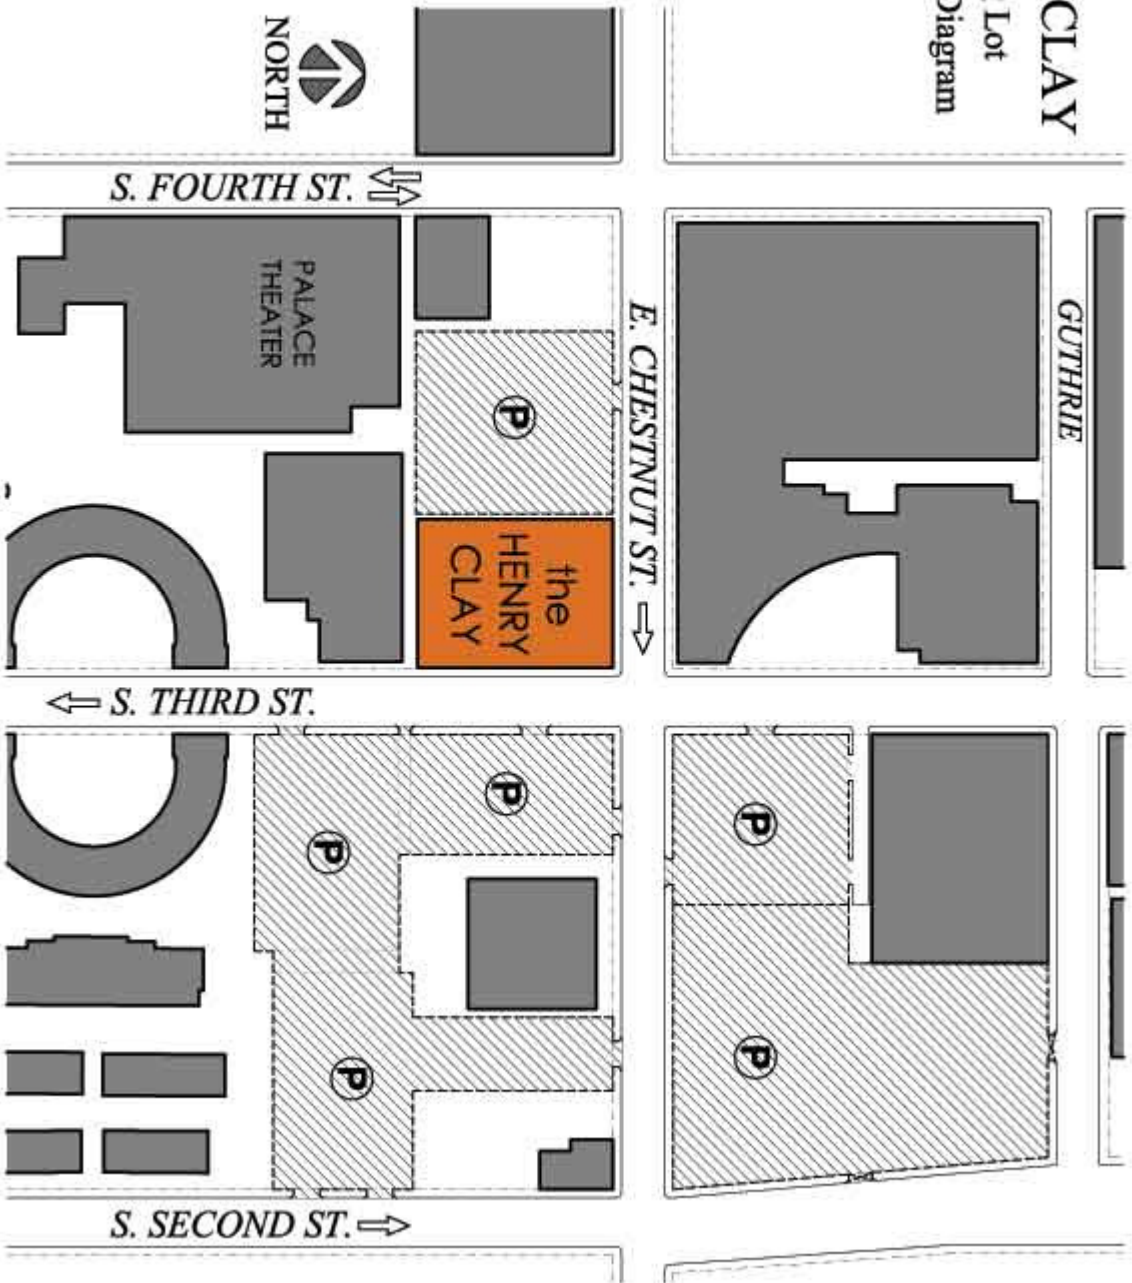 CLAY
Lot
Diagram
NORTH
S. FOURTH ST.
PALACE
THEATER
P
E. CHESTNUT ST.
GUTHRIE
the
HENRY
CLAY
S. THIRD ST.
P
P
P
P
P
S. SECOND ST.